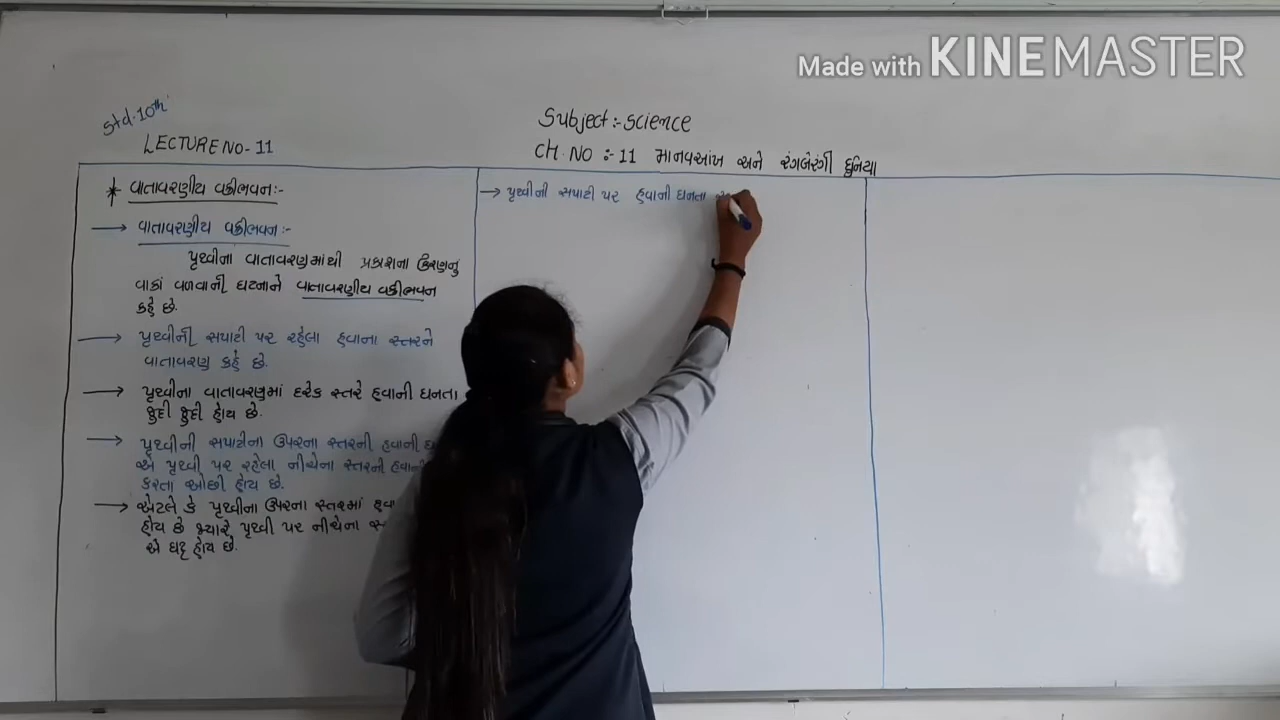 Made with KINEMASTER
Std.10th
LECTURE NO - 11
Subject :- Science
CH. NO :- 11 માનવઆંખ અને રંગબેરંગી દુનિયા
* વાતાવરણીય વક્રીભવન :-
→ વાતાવરણીય વક્રીભવન :-
પૃથ્વીના વાતાવરણમાંથી પ્રકાશના કિરણનુ
વાકાં વળવાની ઘટનાને વાતાવરણીય વક્રીભવન
કહે છે.
→ પૃથ્વીની સપાટી પર રહેલા હવાના સ્તરને
વાતાવરણ કહે છે.
→ પૃથ્વીના વાતાવરણમાં દરેક સ્તરે હવાની ઘનતા
જુદી જુદી હોય છે.
→ પૃથ્વીની સપાટીના ઉપરના સ્તરની હવાની
એ પૃથ્વી પર રહેલા નીચેના સ્તરની હવાની
કરતા ઓછી હોય છે.
→ એટલે કે પૃથ્વીના ઉપરના સ્તરમાં હવા
હોય છે જ્યારે પૃથ્વી પર નીચેના
એ ઘટ્ટ હોય છે.
→ પૃથ્વીની સપાટી પર હવાની ઘનતા